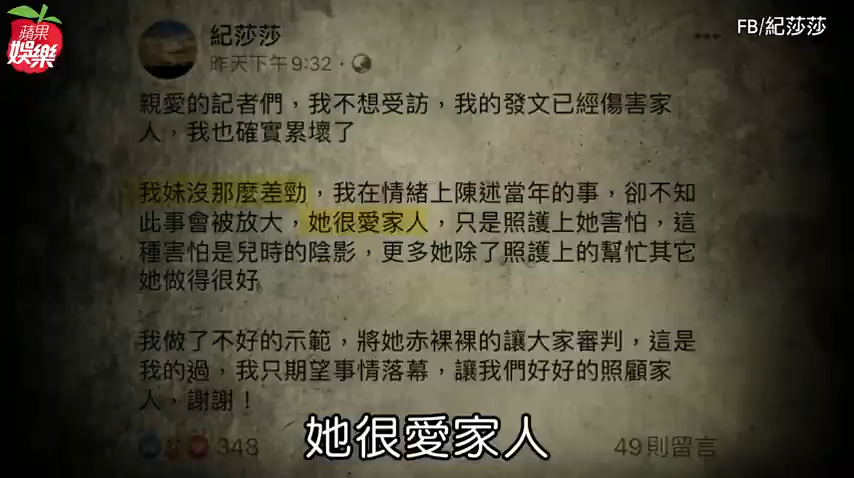 蘋果
娛樂
FB/紀莎莎
紀莎莎
昨天下午9:32 ·
親愛的記者們，我不想受訪，我的發文已經傷害家
人，我也確實累壞了
我妹沒那麼差勁，我在情緒上陳述當年的事，卻不知
此事會被放大，她很愛家人，只是照護上她害怕，這
種害怕是兒時的陰影，更多她除了照護上的幫忙其它
她做得很好
我做了不好的示範，將她赤裸裸的讓大家審判，這是
我的過，我只期望事情落幕，讓我們好好的照顧家
人，謝謝！
348
49則留言
她很愛家人